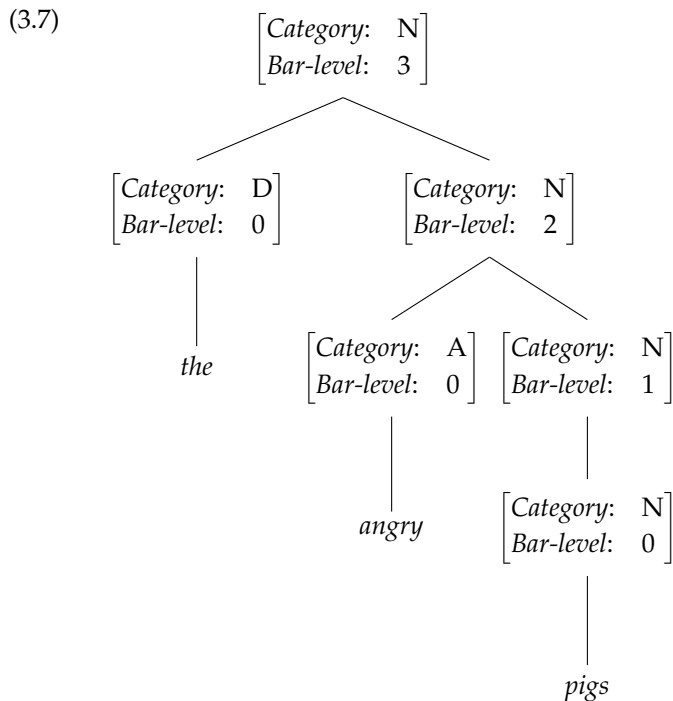 (3.7)
Category: N
Bar-level: 3
Category: D
Bar-level: 0
Category: N
Bar-level: 2
the
Category: A
Bar-level: 0
Category: N
Bar-level: 1
angry
Category: N
Bar-level: 0
pigs